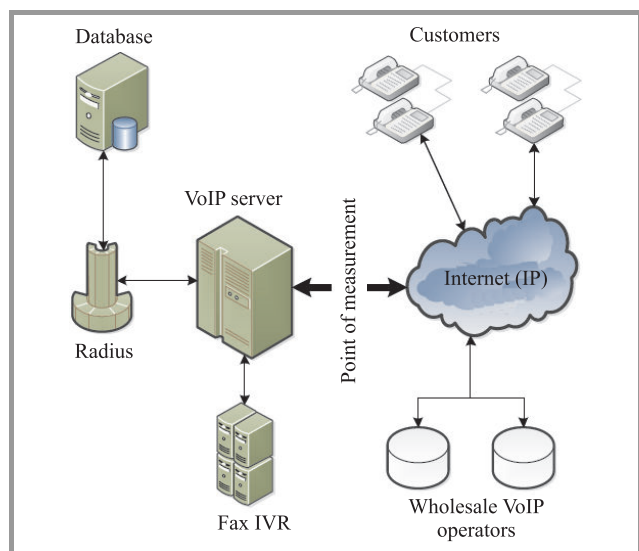 Database
Customers
VoIP server
Point of measurement
Internet (IP)
Radius
Fax IVR
Wholesale VoIP
operators